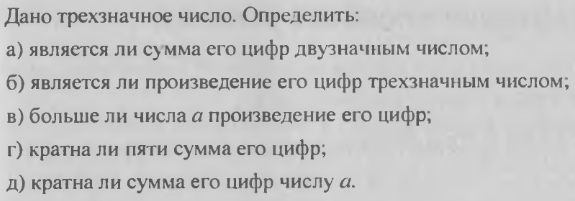 Дано трехзначное число. Определить:
а) является ли сумма его цифр двузначным числом;
б) является ли произведение его цифр трехзначным числом;
в) больше ли числа а произведение его цифр;
г) кратна ли пяти сумма его цифр;
д) кратна ли сумма его цифр числу а.